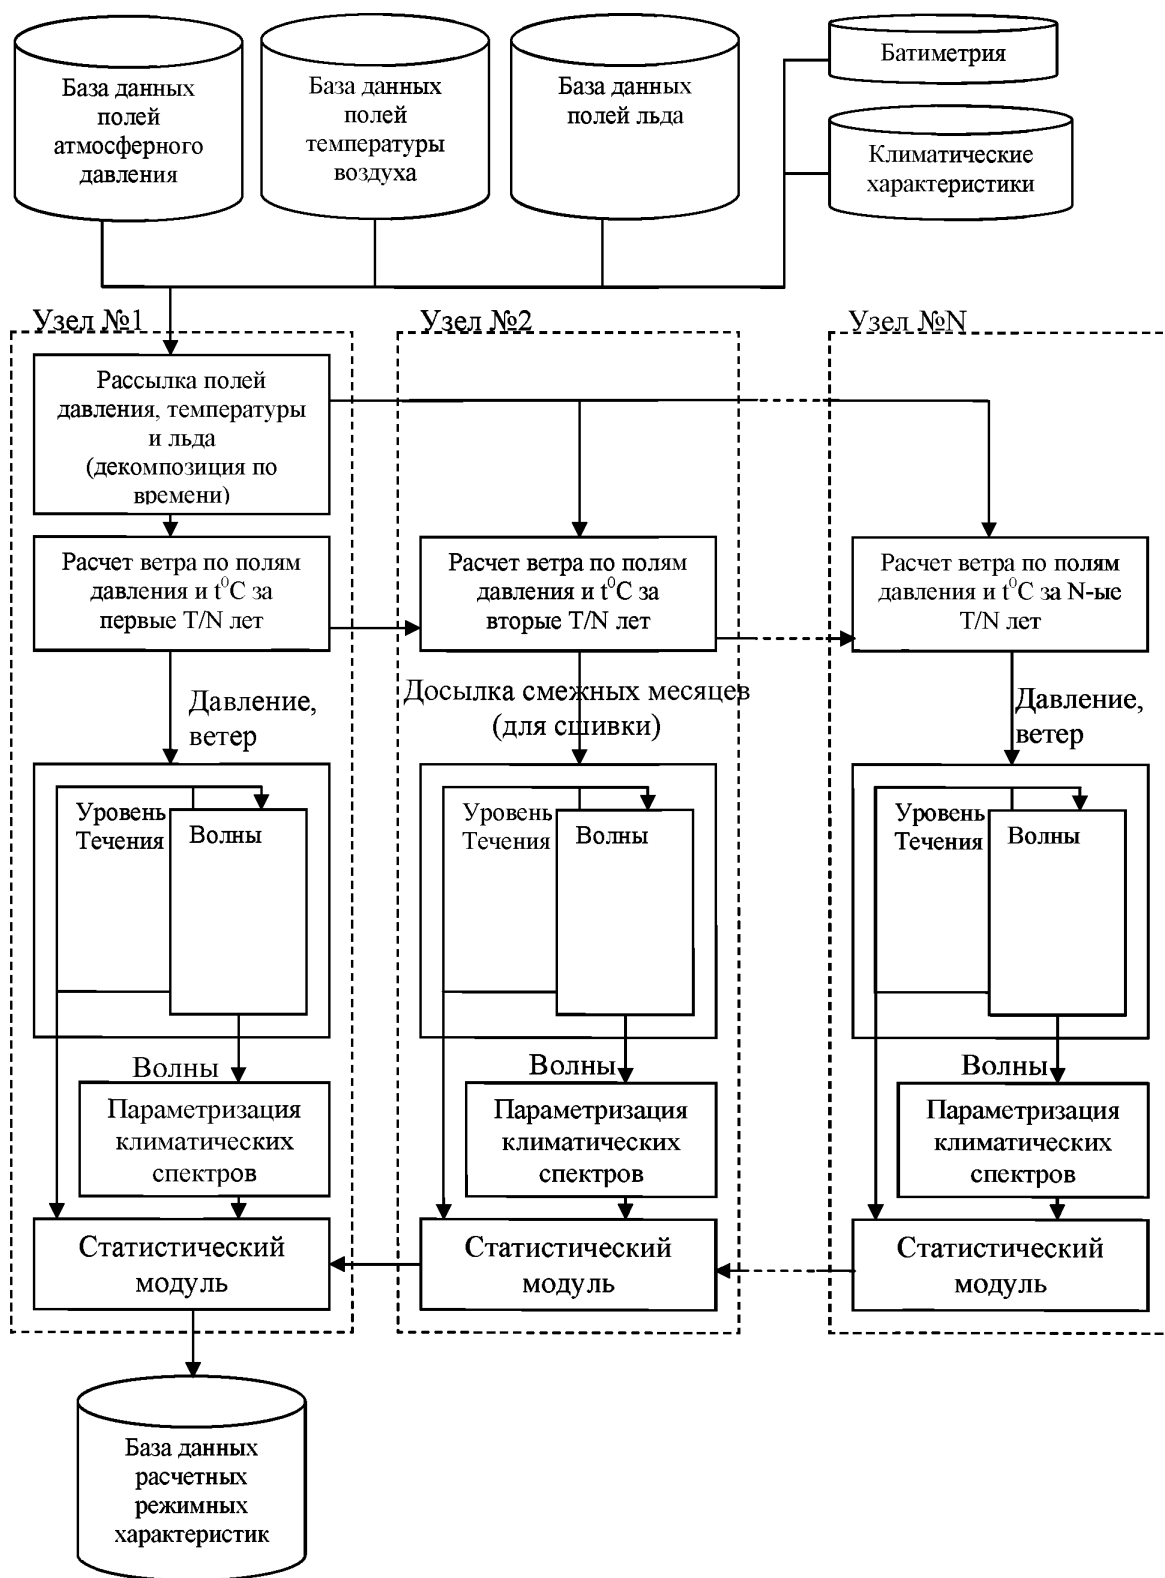 База данных
полей
атмосферного
давления
База данных
полей
температуры
воздуха
База данных
полей льда
Батиметрия
Климатические
характеристики
Узел №1
Узел №2
Узел №N
Рассылка полей
давления, температуры
и льда
(декомпозиция по
времени)
Расчет ветра по полям
давления и t⁰C за
первые T/N лет
Расчет ветра по полям
давления и t⁰C за
вторые T/N лет
Расчет ветра по полям
давления и t⁰C за N-ые
T/N лет
Давление,
ветер
Досылка смежных месяцев
(для сшивки)
Давление,
ветер
Уровень
Течения
Волны
Уровень
Течения
Волны
Уровень
Течения
Волны
Волны
Волны
Волны
Параметризация
климатических
спектров
Параметризация
климатических
спектров
Параметризация
климатических
спектров
Статистический
модуль
Статистический
модуль
Статистический
модуль
База данных
расчетных
режимных
характеристик